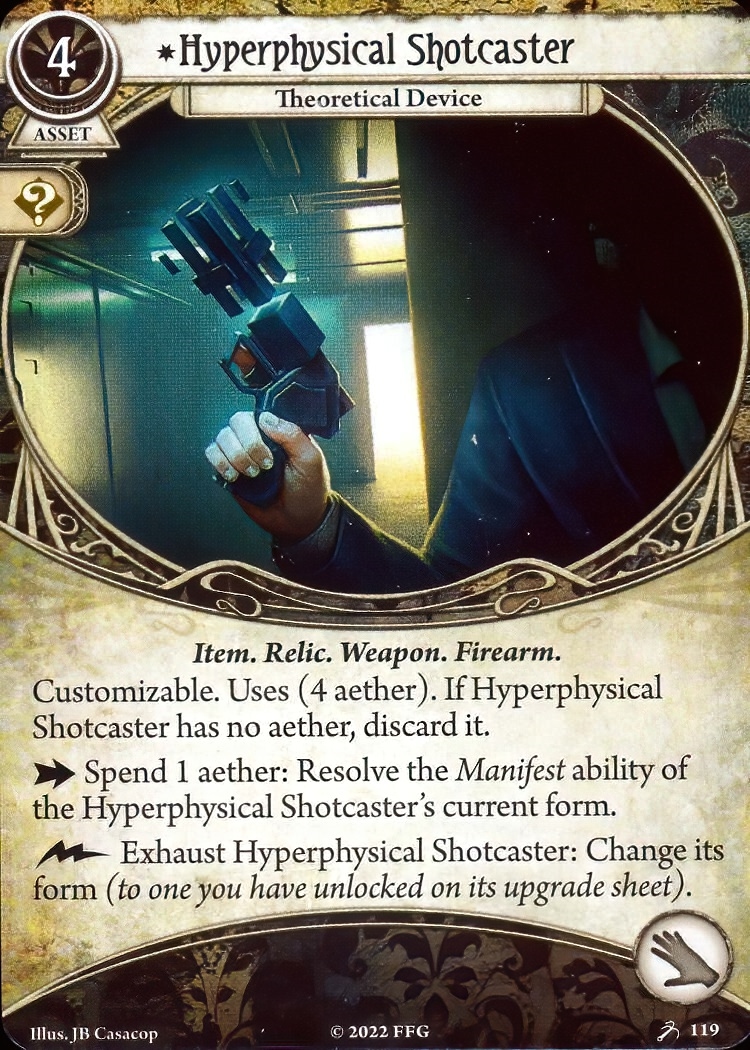 4
Hyperphysical Shotcaster
Theoretical Device
ASSET
?
Item. Relic. Weapon. Firearm.
Customizable. Uses (4 aether). If Hyperphysical
Shotcaster has no aether, discard it.
Spend 1 aether: Resolve the Manifest ability of
the Hyperphysical Shotcaster's current form.
Exhaust Hyperphysical Shotcaster: Change its
form (to one you have unlocked on its upgrade sheet).
Illus. JB Casacop
© 2022 FFG
119